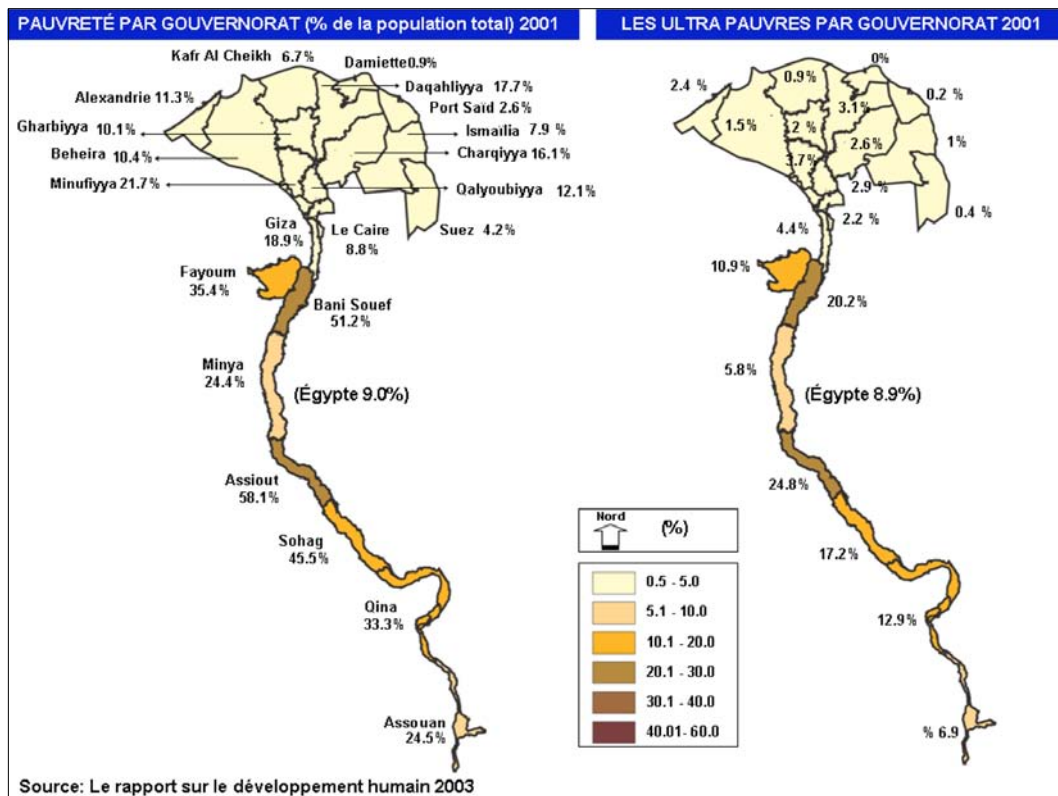 PAUVRETÉ PAR GOUVERNORAT (% de la population total) 2001
Kafr Al Cheikh 6.7%
Damiette0.9%
Daqahliyya 17.7%
Alexandrie 11.3%
Port Saïd 2.6%
Gharbiyya 10.1%
Ismaïlia 7.9 %
Beheira 10.4%
Charqiyya 16.1%
Minufiyya 21.7%
Qalyoubiyya 12.1%
Giza
18.9%
Le Caire
8.8%
Suez 4.2%
Fayoum
35.4%
Bani Souef
51.2%
Minya
24.4%
(Égypte 9.0%)
Assiout
58.1%
Sohag
45.5%
Qina
33.3%
Assouan
24.5%
Source: Le rapport sur le développement humain 2003
LES ULTRA PAUVRES PAR GOUVERNORAT 2001
0%
0.9%
2.4 %
0.2 %
3.1%
1.5%
2 %
1%
2.6%
3.7%
2.9 %
2.2 %
0.4 %
4.4%
10.9%
20.2%
5.8%
(Égypte 8.9%)
24.8%
17.2%
12.9%
% 6.9
Nord
(%)
0.5 - 5.0
5.1 - 10.0
10.1 - 20.0
20.1 - 30.0
30.1 - 40.0
40.01- 60.0